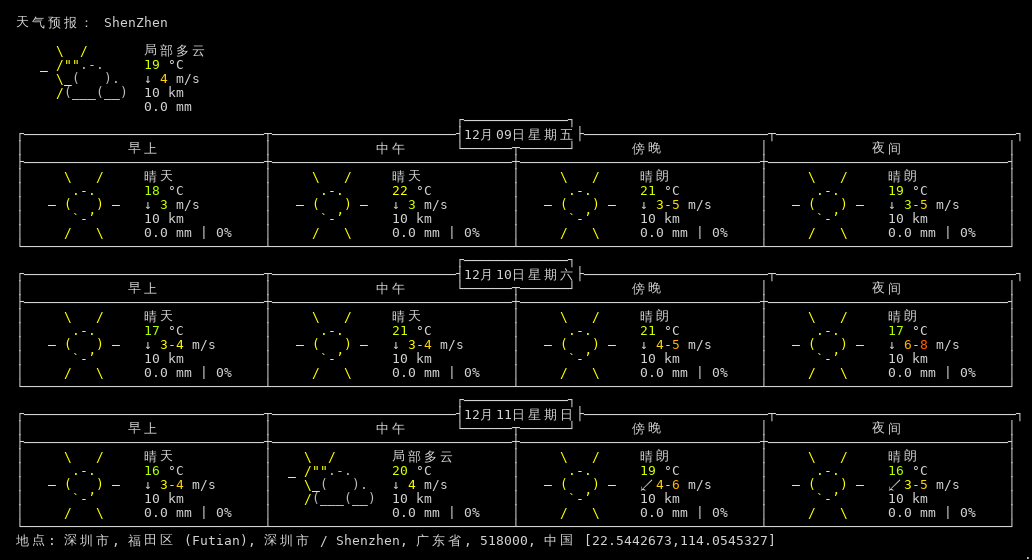 天气预报： ShenZhen
局部多云
19 °C
↓ 4 m/s
10 km
0.0 mm
12月09日星期五
早上 中午 傍晚 夜间
晴天 晴天 晴朗 晴朗
18 °C 22 °C 21 °C 19 °C
↓ 3 m/s ↓ 3 m/s ↓ 3-5 m/s ↓ 3-5 m/s
10 km 10 km 10 km 10 km
0.0 mm | 0% 0.0 mm | 0% 0.0 mm | 0% 0.0 mm | 0%
12月10日星期六
早上 中午 傍晚 夜间
晴天 晴天 晴朗 晴朗
17 °C 21 °C 21 °C 17 °C
↓ 3-4 m/s ↓ 3-4 m/s ↓ 4-5 m/s ↓ 6-8 m/s
10 km 10 km 10 km 10 km
0.0 mm | 0% 0.0 mm | 0% 0.0 mm | 0% 0.0 mm | 0%
12月11日星期日
早上 中午 傍晚 夜间
晴天 局部多云 晴朗 晴朗
16 °C 20 °C 19 °C 16 °C
↓ 3-4 m/s ↓ 4 m/s ↙ 4-6 m/s ↙ 3-5 m/s
10 km 10 km 10 km 10 km
0.0 mm | 0% 0.0 mm | 0% 0.0 mm | 0% 0.0 mm | 0%
地点: 深圳市, 福田区 (Futian), 深圳市 / Shenzhen, 广东省, 518000, 中国 [22.5442673,114.0545327]